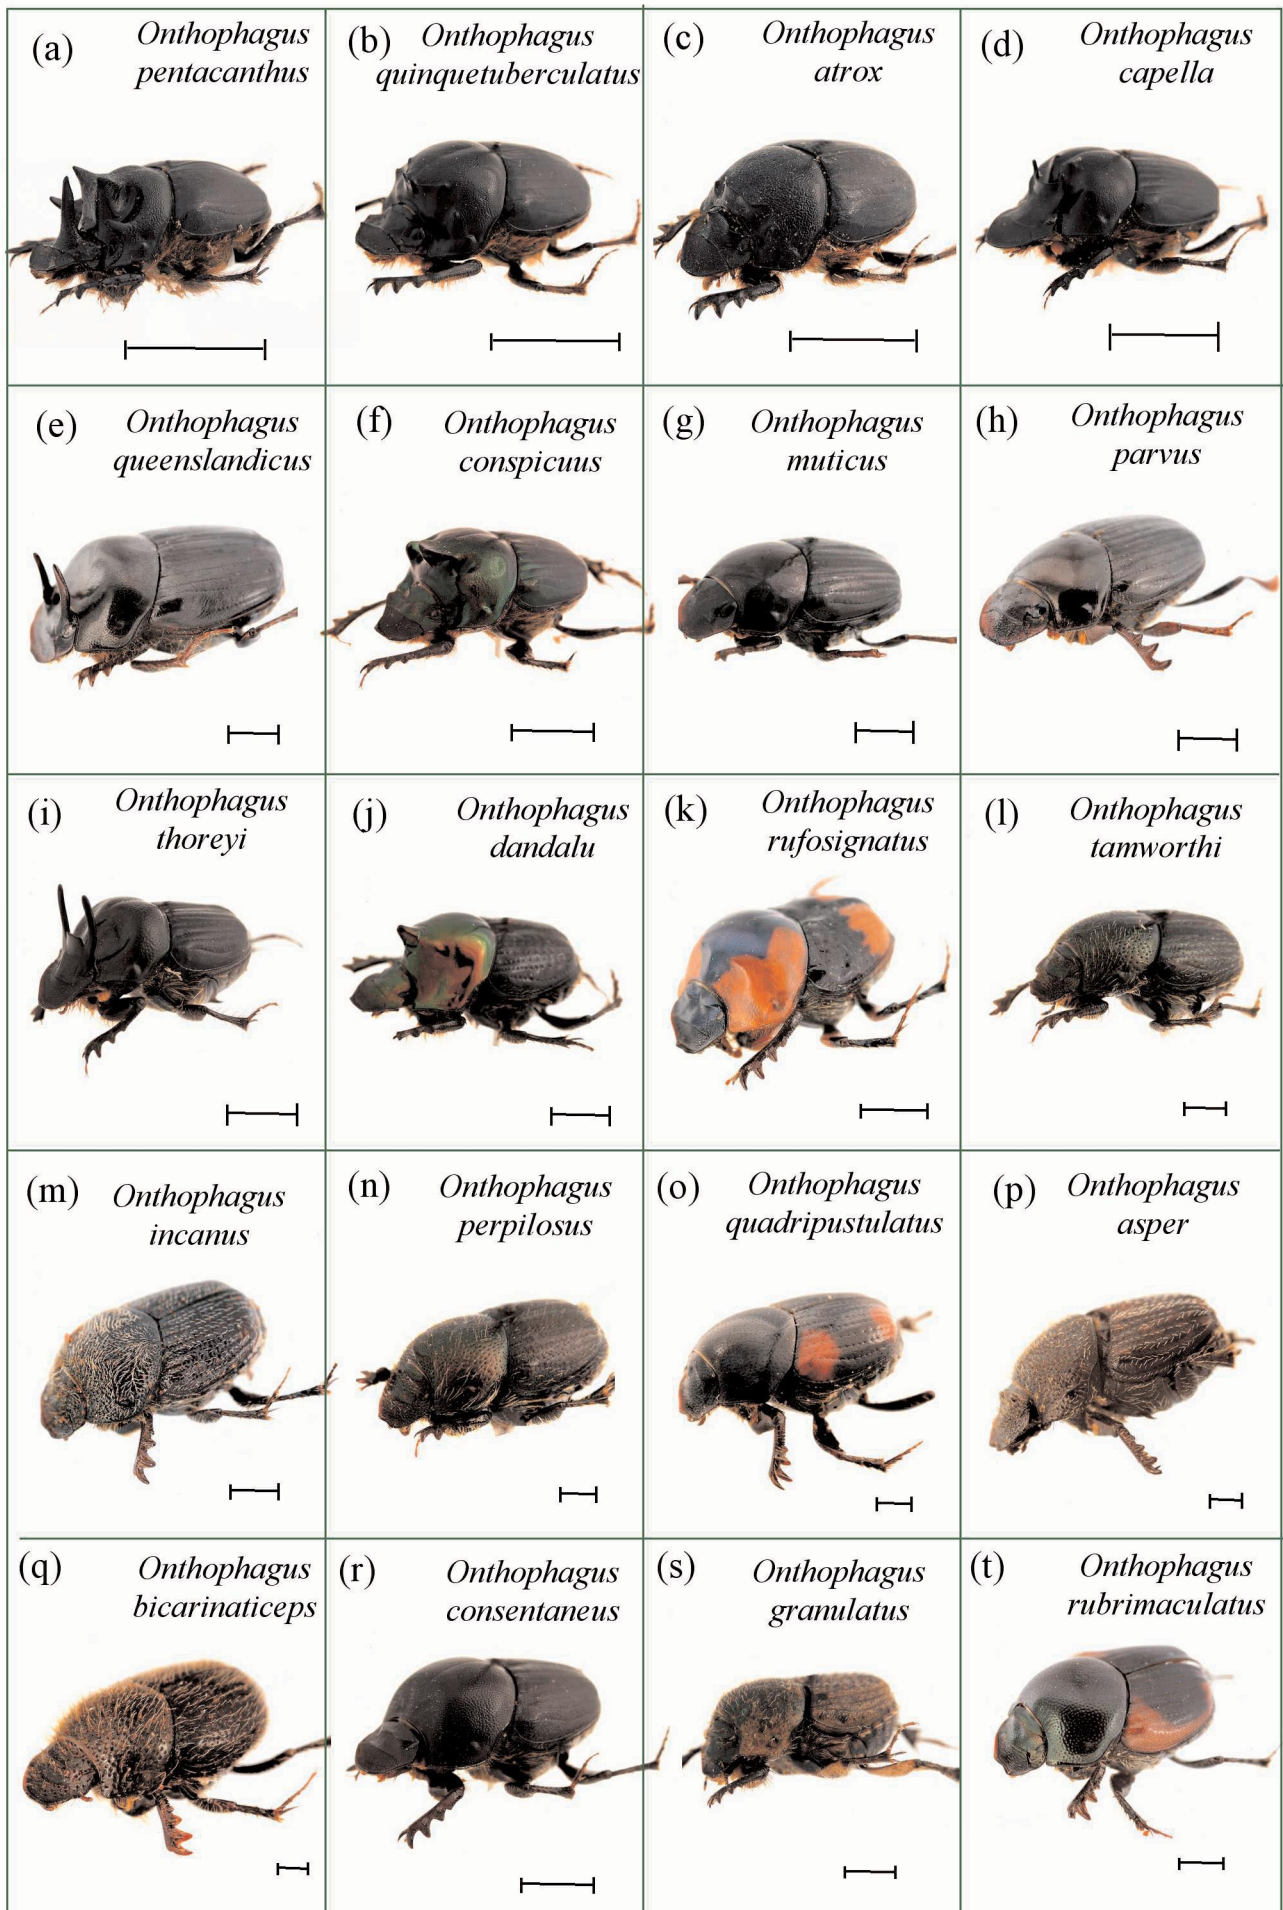 (a) Onthophagus
pentacanthus
(b) Onthophagus
quinquetuberculatus
(c) Onthophagus
atrox
(d) Onthophagus
capella
(e) Onthophagus
queenslandicus
(f) Onthophagus
conspicuus
(g) Onthophagus
muticus
(h) Onthophagus
parvus
(i) Onthophagus
thoreyi
(j) Onthophagus
dandalu
(k) Onthophagus
rufosignatus
(l) Onthophagus
tamworthi
(m) Onthophagus
incanus
(n) Onthophagus
perpilosus
(o) Onthophagus
quadripustulatus
(p) Onthophagus
asper
(q) Onthophagus
bicarinaticeps
(r) Onthophagus
consentaneus
(s) Onthophagus
granulatus
(t) Onthophagus
rubrimaculatus